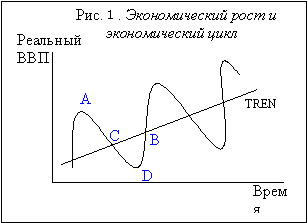 Рис. 1 . Экономический рост и
экономический цикл
Реальный
ВВП
A
C
B
TREN
D
Врем
я